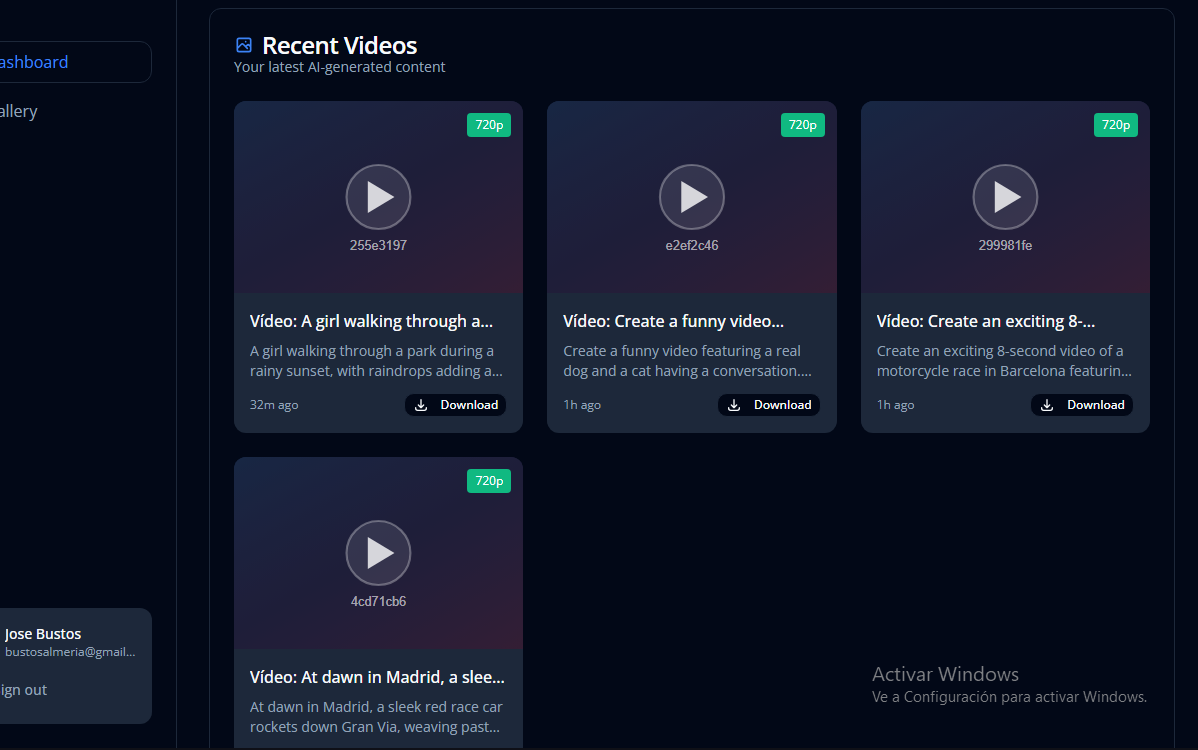 ashboard
allery
Recent Videos
Your latest AI-generated content
720p
255e3197
Vídeo: A girl walking through a...
A girl walking through a park during a
rainy sunset, with raindrops adding a...
32m ago
Download
720p
e2ef2c46
Vídeo: Create a funny video...
Create a funny video featuring a real
dog and a cat having a conversation....
1h ago
Download
720p
299981fe
Vídeo: Create an exciting 8-...
Create an exciting 8-second video of a
motorcycle race in Barcelona featurin...
1h ago
Download
720p
4cd71cb6
Vídeo: At dawn in Madrid, a slee...
At dawn in Madrid, a sleek red race car
rockets down Gran Via, weaving past...
Jose Bustos
bustosalmeria@gmail...
ign out
Activar Windows
Ve a Configuración para activar Windows.